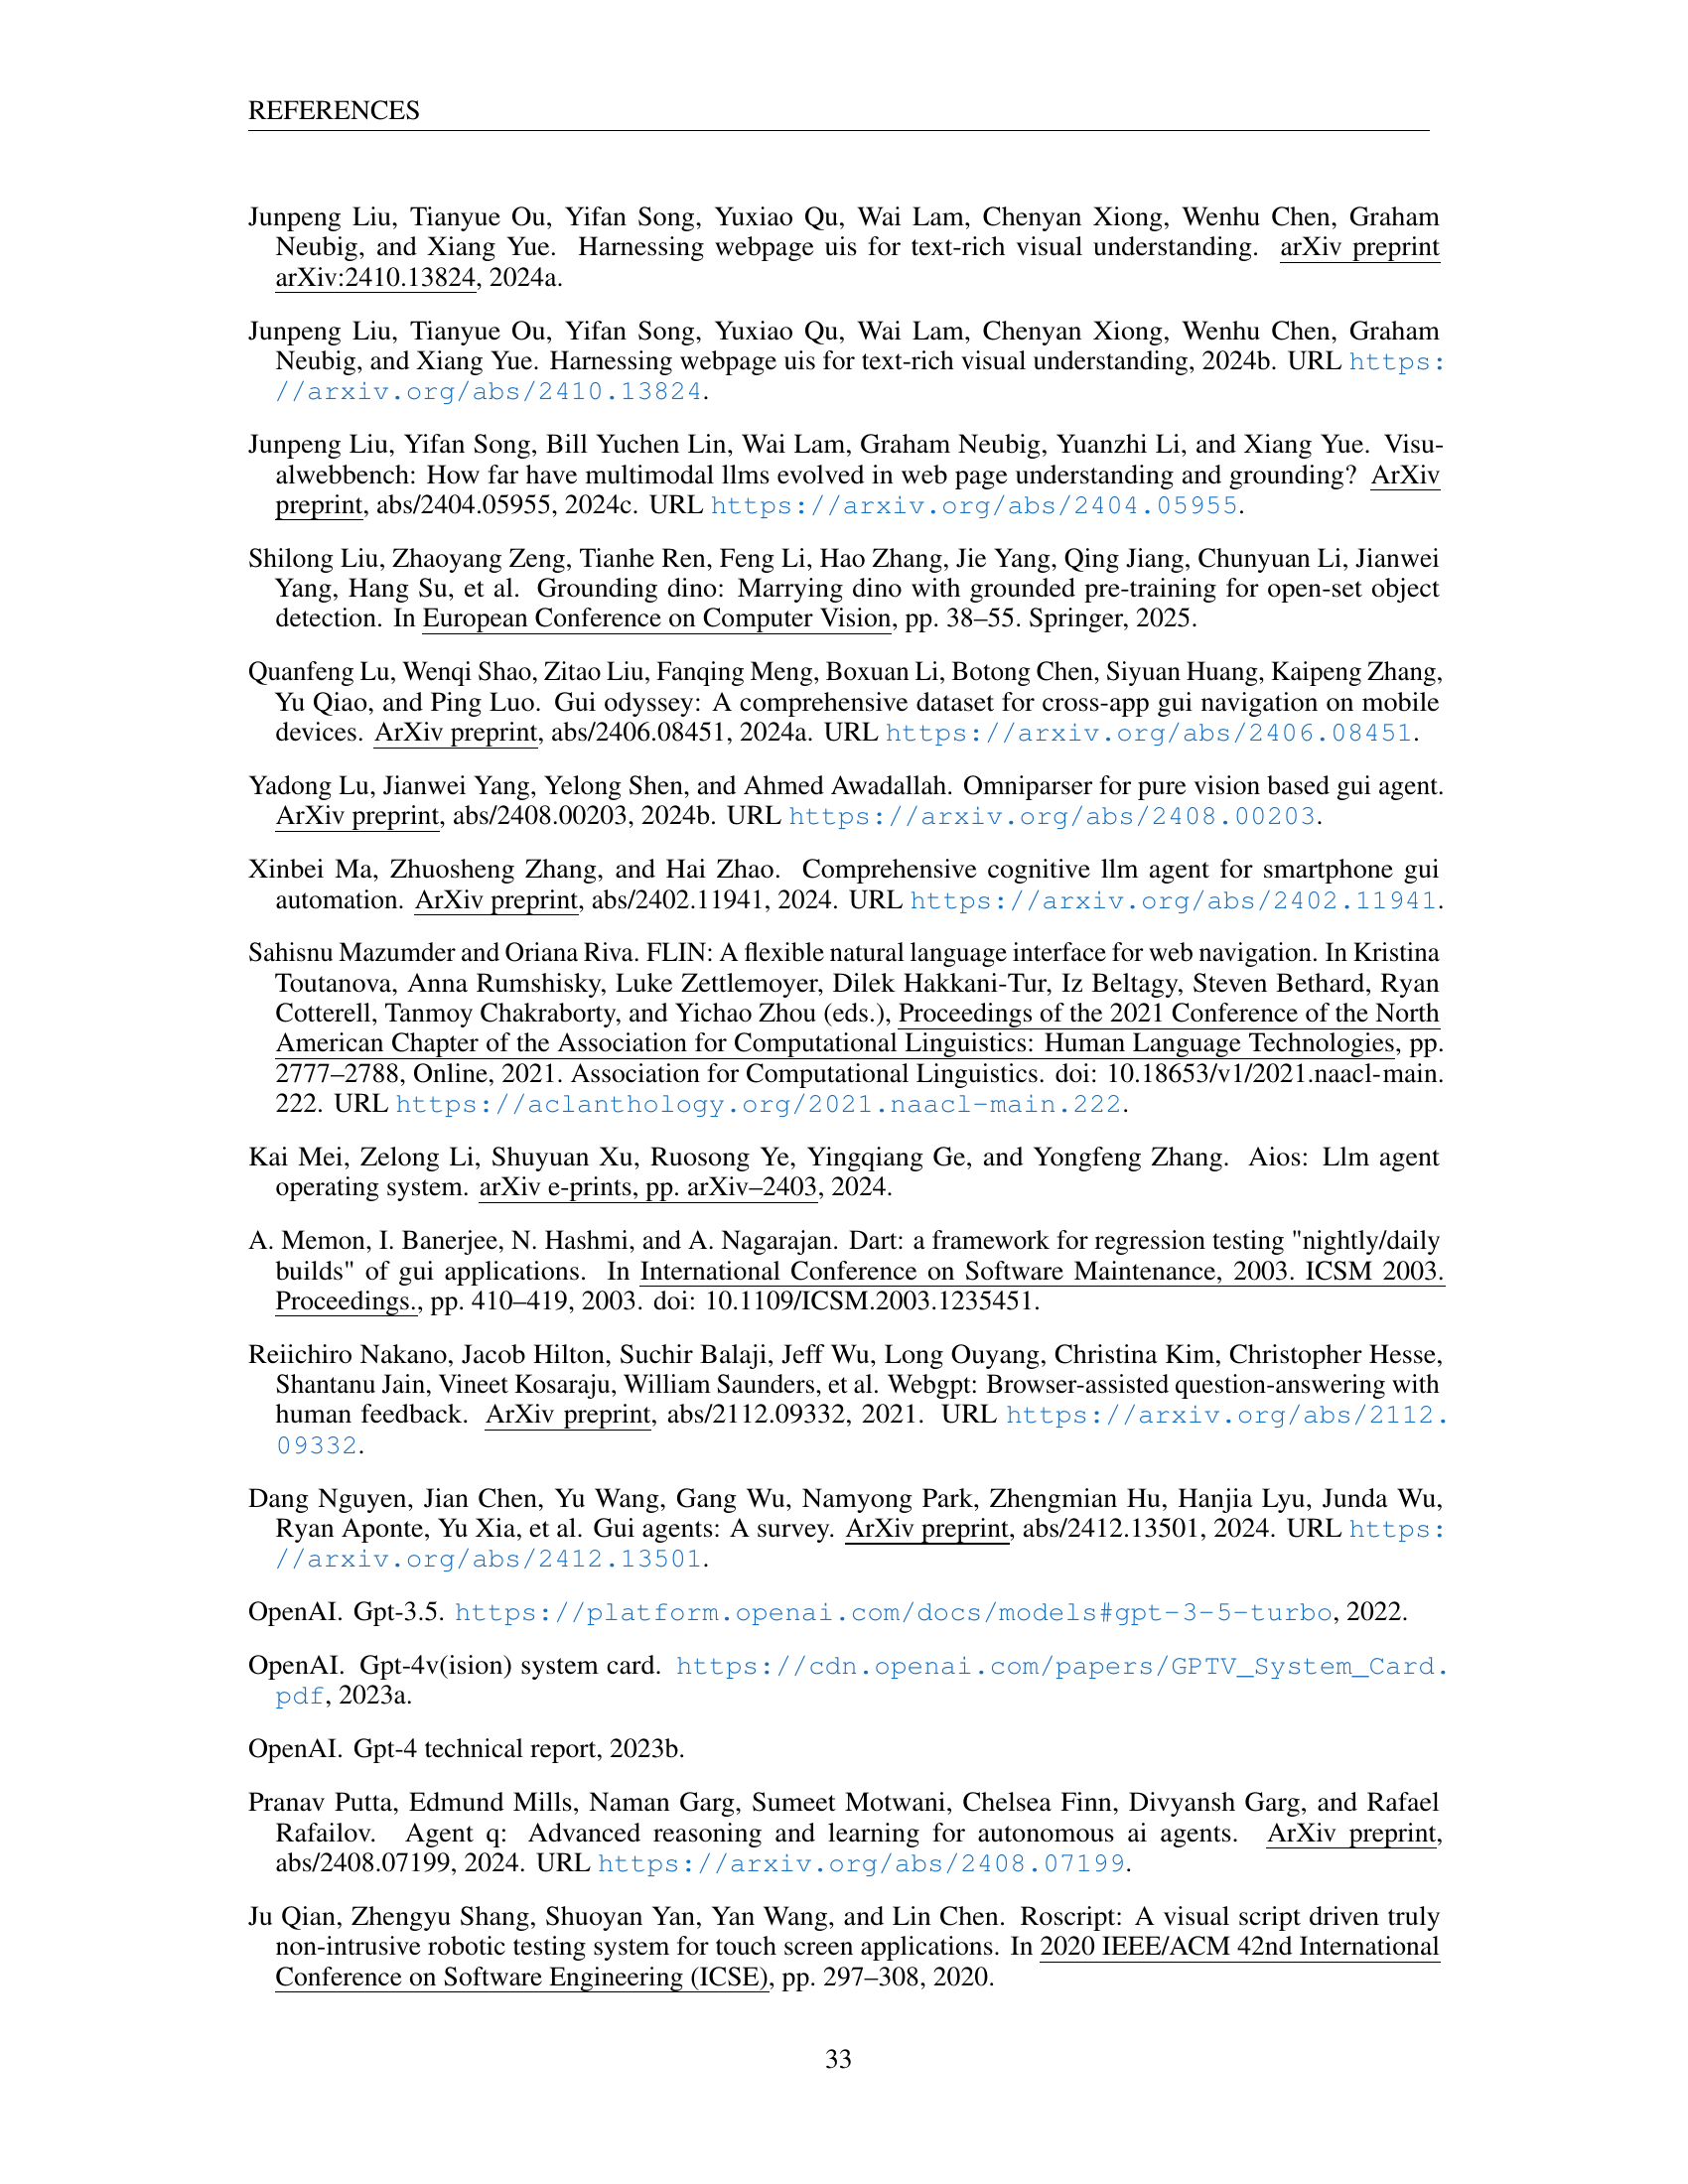 REFERENCES
Junpeng Liu, Tianyue Ou, Yifan Song, Yuxiao Qu, Wai Lam, Chenyan Xiong, Wenhu Chen, Graham
Neubig, and Xiang Yue. Harnessing webpage uis for text-rich visual understanding. arXiv preprint
arXiv:2410.13824, 2024a.
Junpeng Liu, Tianyue Ou, Yifan Song, Yuxiao Qu, Wai Lam, Chenyan Xiong, Wenhu Chen, Graham
Neubig, and Xiang Yue. Harnessing webpage uis for text-rich visual understanding, 2024b. URL https:
//arxiv.org/abs/2410.13824.
Junpeng Liu, Yifan Song, Bill Yuchen Lin, Wai Lam, Graham Neubig, Yuanzhi Li, and Xiang Yue. Visu-
alwebbench: How far have multimodal llms evolved in web page understanding and grounding? ArXiv
preprint, abs/2404.05955, 2024c. URL https://arxiv.org/abs/2404.05955.
Shilong Liu, Zhaoyang Zeng, Tianhe Ren, Feng Li, Hao Zhang, Jie Yang, Qing Jiang, Chunyuan Li, Jianwei
Yang, Hang Su, et al. Grounding dino: Marrying dino with grounded pre-training for open-set object
detection. In European Conference on Computer Vision, pp. 38–55. Springer, 2025.
Quanfeng Lu, Wenqi Shao, Zitao Liu, Fanqing Meng, Boxuan Li, Botong Chen, Siyuan Huang, Kaipeng Zhang,
Yu Qiao, and Ping Luo. Gui odyssey: A comprehensive dataset for cross-app gui navigation on mobile
devices. ArXiv preprint, abs/2406.08451, 2024a. URL https://arxiv.org/abs/2406.08451.
Yadong Lu, Jianwei Yang, Yelong Shen, and Ahmed Awadallah. Omniparser for pure vision based gui agent.
ArXiv preprint, abs/2408.00203, 2024b. URL https://arxiv.org/abs/2408.00203.
Xinbei Ma, Zhuosheng Zhang, and Hai Zhao. Comprehensive cognitive llm agent for smartphone gui
automation. ArXiv preprint, abs/2402.11941, 2024. URL https://arxiv.org/abs/2402.11941.
Sahisnu Mazumder and Oriana Riva. FLIN: A flexible natural language interface for web navigation. In Kristina
Toutanova, Anna Rumshisky, Luke Zettlemoyer, Dilek Hakkani-Tur, Iz Beltagy, Steven Bethard, Ryan
Cotterell, Tanmoy Chakraborty, and Yichao Zhou (eds.), Proceedings of the 2021 Conference of the North
American Chapter of the Association for Computational Linguistics: Human Language Technologies, pp.
2777–2788, Online, 2021. Association for Computational Linguistics. doi: 10.18653/v1/2021.naacl-main.
222. URL https://aclanthology.org/2021.naacl-main.222.
Kai Mei, Zelong Li, Shuyuan Xu, Ruosong Ye, Yingqiang Ge, and Yongfeng Zhang. Aios: Llm agent
operating system. arXiv e-prints, pp. arXiv–2403, 2024.
A. Memon, I. Banerjee, N. Hashmi, and A. Nagarajan. Dart: a framework for regression testing "nightly/daily
builds" of gui applications. In International Conference on Software Maintenance, 2003. ICSM 2003.
Proceedings., pp. 410–419, 2003. doi: 10.1109/ICSM.2003.1235451.
Reiichiro Nakano, Jacob Hilton, Suchir Balaji, Jeff Wu, Long Ouyang, Christina Kim, Christopher Hesse,
Shantanu Jain, Vineet Kosaraju, William Saunders, et al. Webgpt: Browser-assisted question-answering with
human feedback. ArXiv preprint, abs/2112.09332, 2021. URL https://arxiv.org/abs/2112.
09332.
Dang Nguyen, Jian Chen, Yu Wang, Gang Wu, Namyong Park, Zhengmian Hu, Hanjia Lyu, Junda Wu,
Ryan Aponte, Yu Xia, et al. Gui agents: A survey. ArXiv preprint, abs/2412.13501, 2024. URL https:
//arxiv.org/abs/2412.13501.
OpenAI. Gpt-3.5. https://platform.openai.com/docs/models#gpt-3-5-turbo, 2022.
OpenAI. Gpt-4v(ision) system card. https://cdn.openai.com/papers/GPTV_System_Card.
pdf, 2023a.
OpenAI. Gpt-4 technical report, 2023b.
Pranav Putta, Edmund Mills, Naman Garg, Sumeet Motwani, Chelsea Finn, Divyansh Garg, and Rafael
Rafailov. Agent q: Advanced reasoning and learning for autonomous ai agents. ArXiv preprint,
abs/2408.07199, 2024. URL https://arxiv.org/abs/2408.07199.
Ju Qian, Zhengyu Shang, Shuoyan Yan, Yan Wang, and Lin Chen. Roscript: A visual script driven truly
non-intrusive robotic testing system for touch screen applications. In 2020 IEEE/ACM 42nd International
Conference on Software Engineering (ICSE), pp. 297–308, 2020.
33